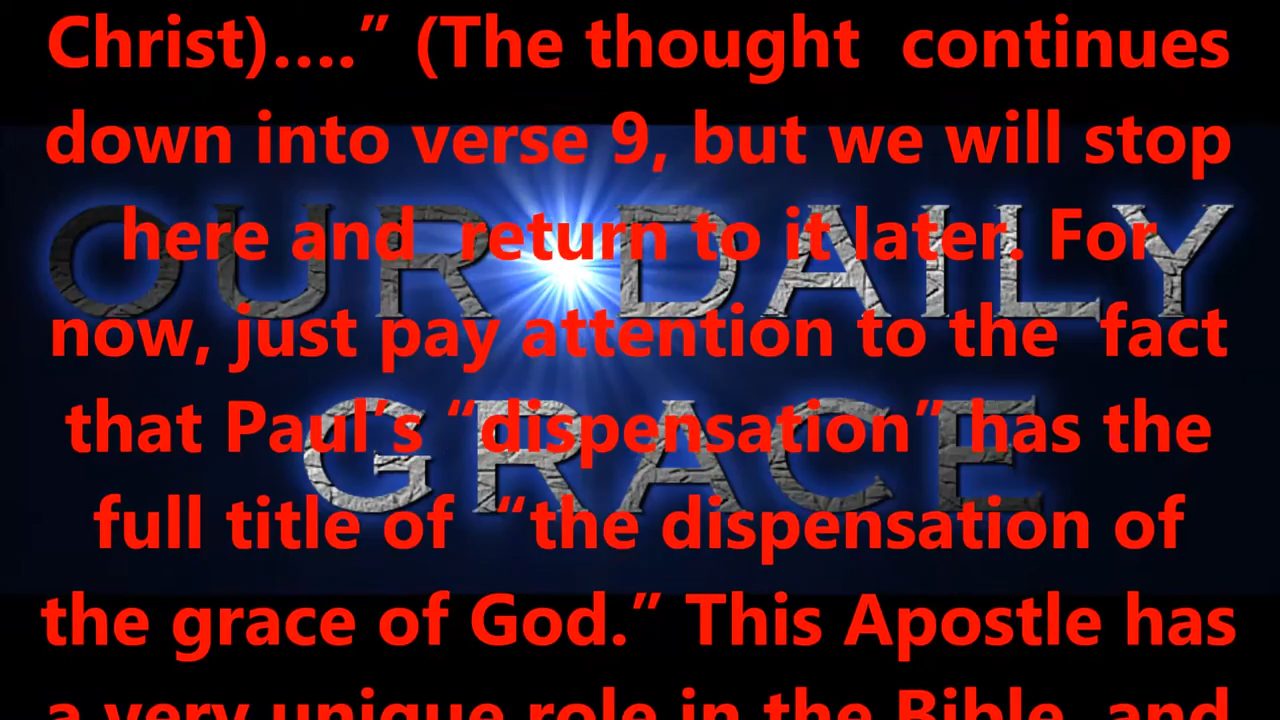 Christ)....” (The thought continues
down into verse 9, but we will stop
here and return to it later. For
now, just pay attention to the fact
that Paul’s “dispensation” has the
full title of “the dispensation of
the grace of God.” This Apostle has
a very unique role in the Bible, and
OUR DAILY
GRACE